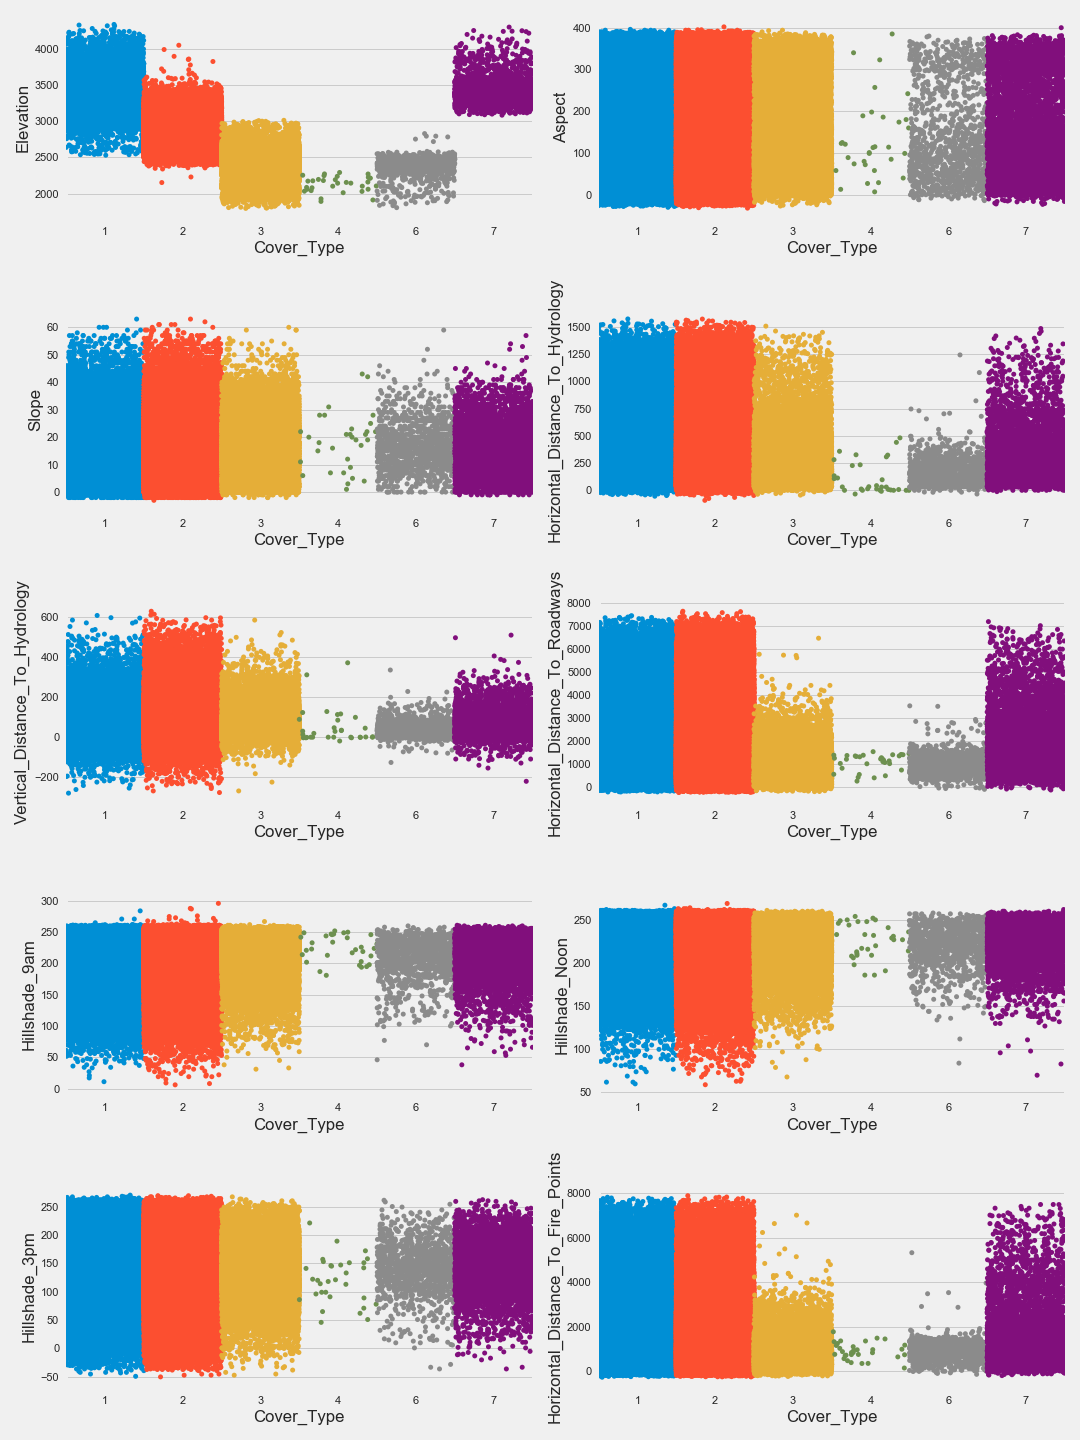 Elevation
4000
3500
3000
2500
2000
1 2 3 4 6 7
Cover_Type
Aspect
400
300
200
100
0
1 2 3 4 6 7
Cover_Type
Slope
60
50
40
30
20
10
0
1 2 3 4 6 7
Cover_Type
Horizontal_Distance_To_Hydrology
1500
1250
1000
750
500
250
0
1 2 3 4 6 7
Cover_Type
Vertical_Distance_To_Hydrology
600
400
200
0
−200
1 2 3 4 6 7
Cover_Type
Horizontal_Distance_To_Roadways
8000
7000
6000
5000
4000
3000
2000
1000
0
1 2 3 4 6 7
Cover_Type
Hillshade_9am
300
250
200
150
100
50
0
1 2 3 4 6 7
Cover_Type
Hillshade_Noon
250
200
150
100
50
1 2 3 4 6 7
Cover_Type
Hillshade_3pm
250
200
150
100
50
0
−50
1 2 3 4 6 7
Cover_Type
Horizontal_Distance_To_Fire_Points
8000
6000
4000
2000
0
1 2 3 4 6 7
Cover_Type